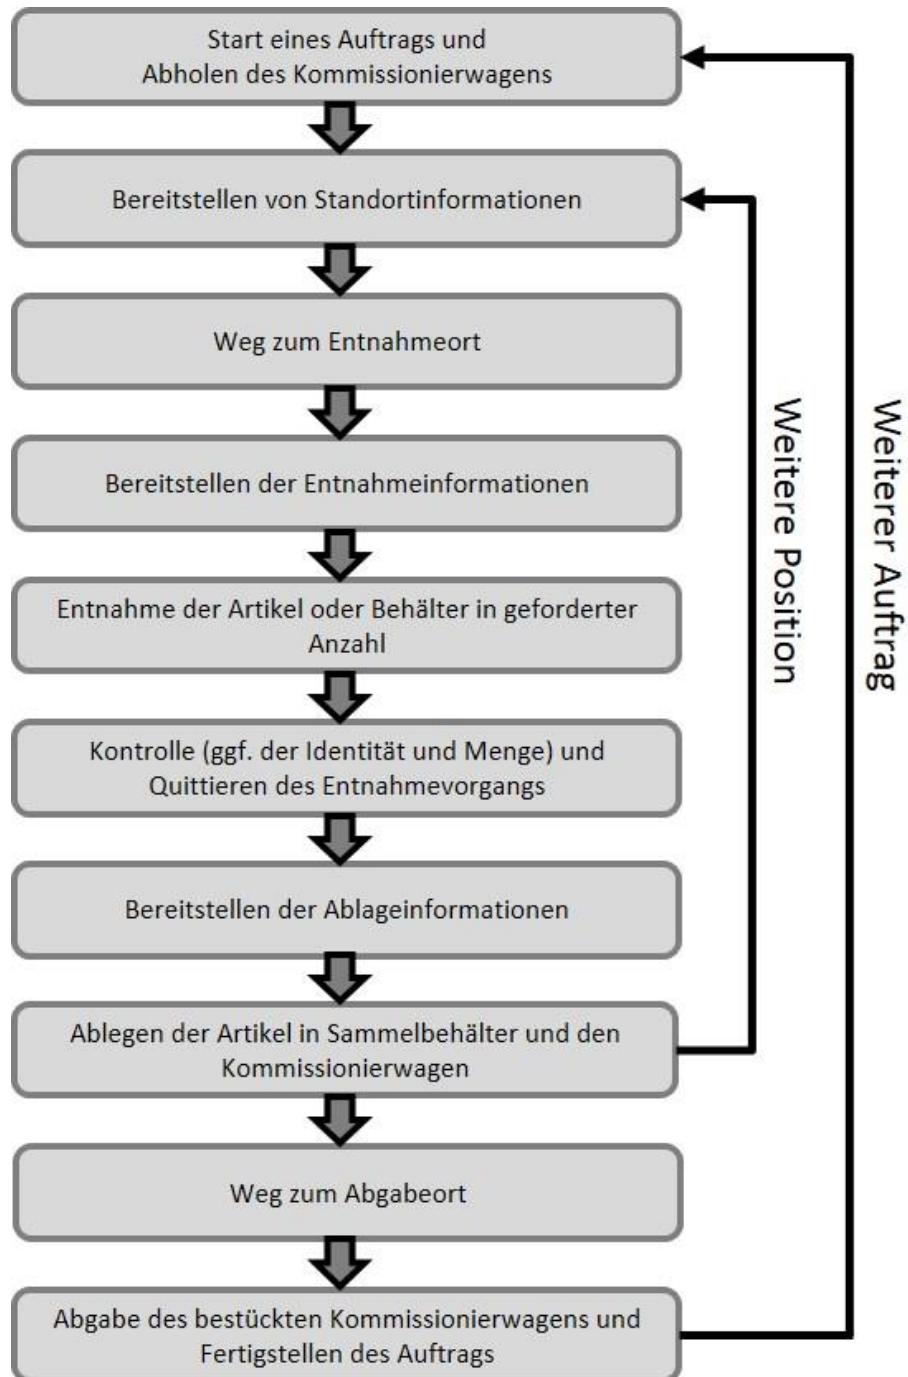 Start eines Auftrags und
Abholen des Kommissionierwagens
Bereitstellen von Standortinformationen
Weg zum Entnahmeort
Bereitstellen der Entnahmeinformationen
Entnahme der Artikel oder Behälter in geforderter
Anzahl
Kontrolle (ggf. der Identität und Menge) und
Quittieren des Entnahmevorgangs
Bereitstellen der Ablageinformationen
Ablegen der Artikel in Sammelbehälter und den
Kommissionierwagen
Weg zum Abgabeort
Abgabe des bestückten Kommissionierwagens und
Fertigstellen des Auftrags
Weitere Position
Weiterer Auftrag